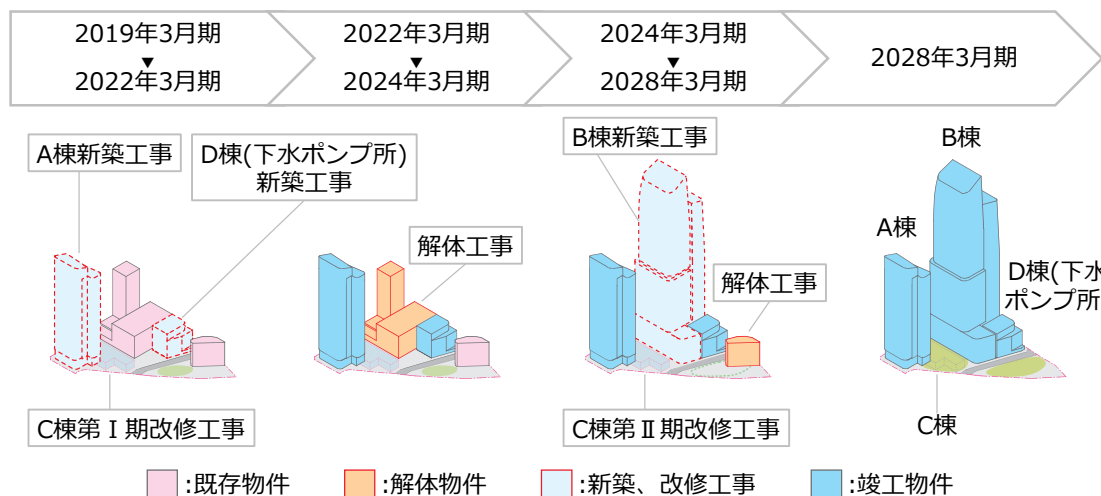 2019年3月期
▼
2022年3月期
2022年3月期
▼
2024年3月期
2024年3月期
▼
2028年3月期
2028年3月期
A棟新築工事
D棟(下水ポンプ所)
新築工事
C棟第Ⅰ期改修工事
解体工事
B棟新築工事
解体工事
C棟第Ⅱ期改修工事
B棟
A棟
D棟(下水
ポンプ所
C棟
:既存物件
:解体物件
:新築、改修工事
:竣工物件